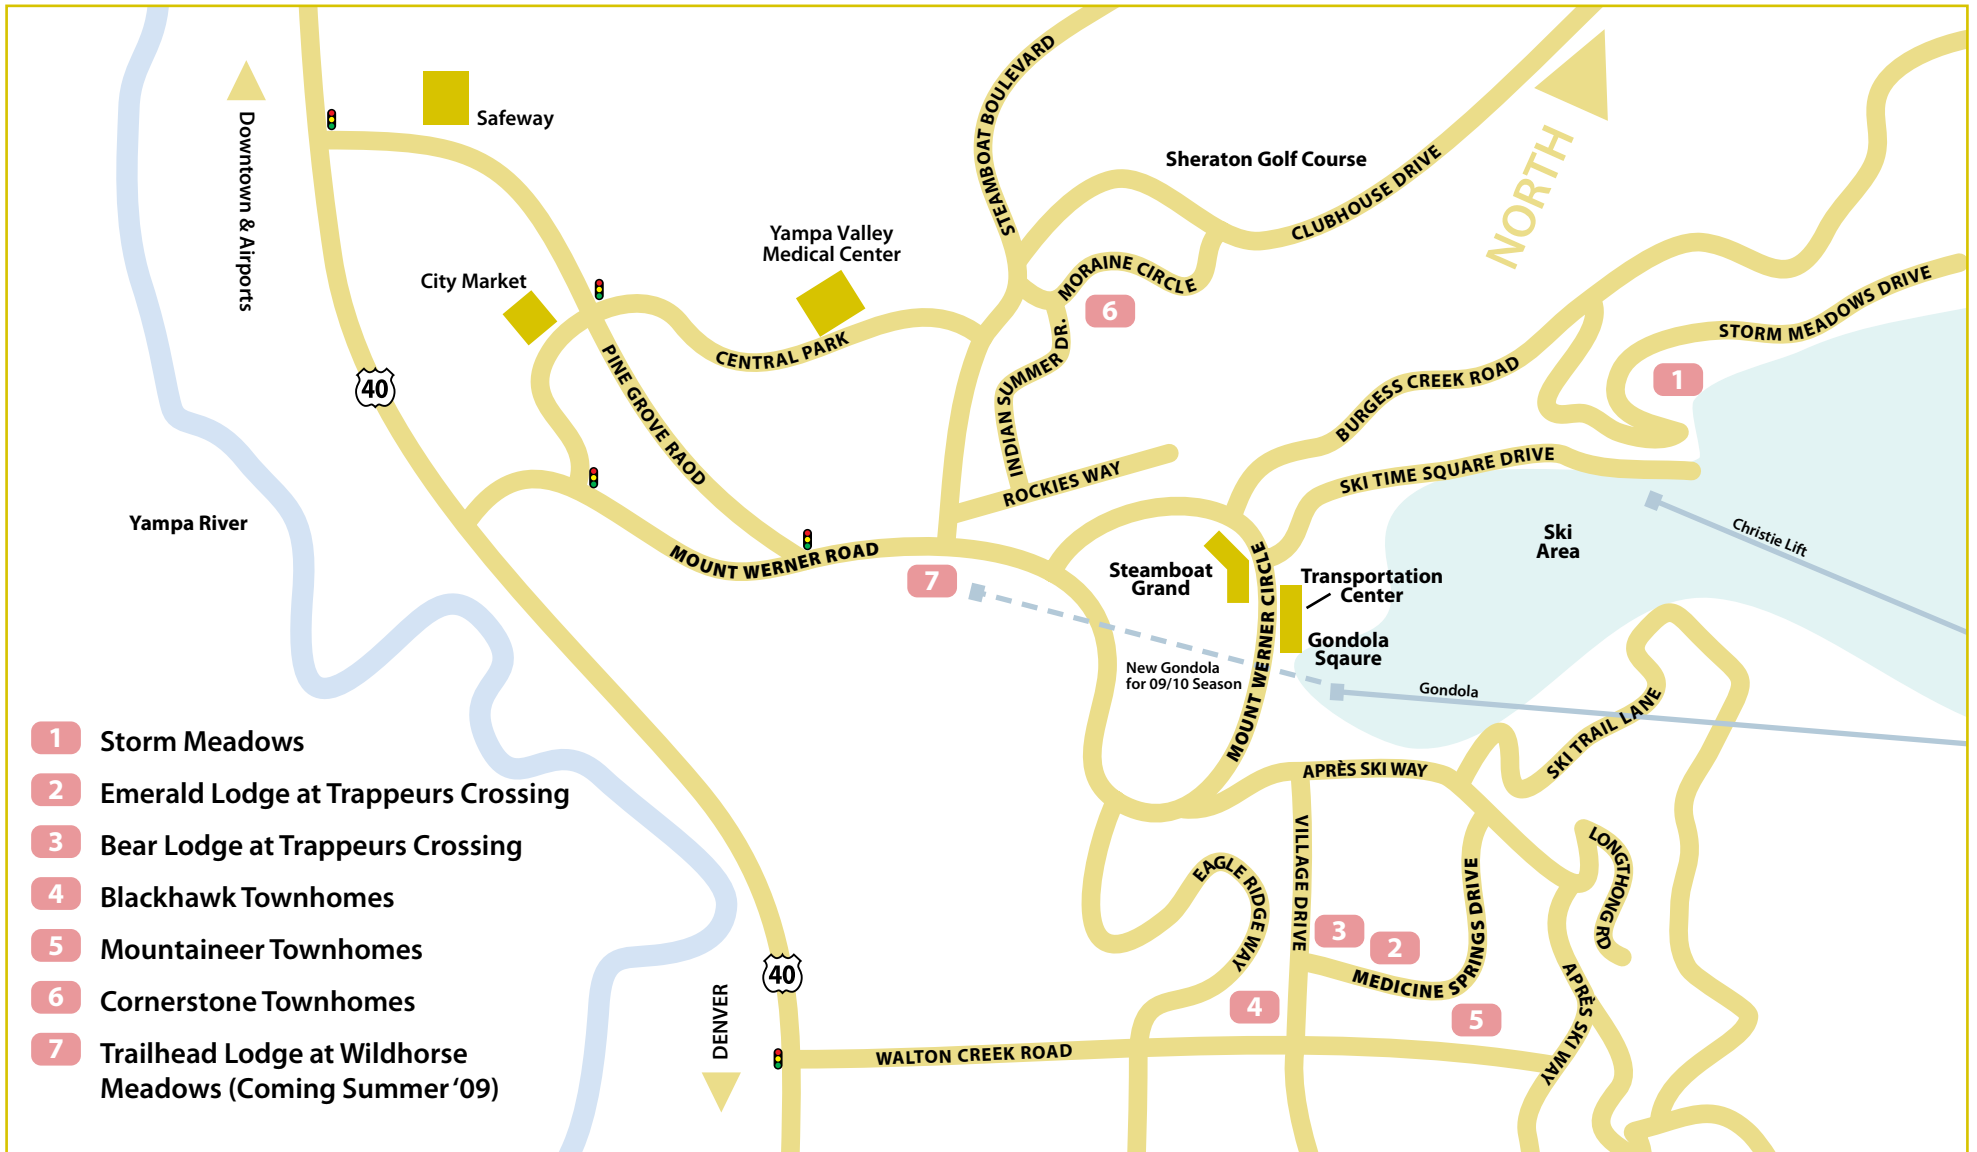 STEAMBOAT BOULEVARD
Safeway
Downtown & Airports
Sheraton Golf Course
CLUBHOUSE DRIVE
NORTH
Yampa Valley
Medical Center
City Market
MORAINE CIRCLE
6
STORM MEADOWS DRIVE
CENTRAL PARK
INDIAN SUMMER DR.
PINE GROVE RAOD
40
1
BURGESS CREEK ROAD
ROCKIES WAY
SKI TIME SQUARE DRIVE
Yampa River
MOUNT WERNER ROAD
7
Ski
Area
Christie Lift
Steamboat
Grand
MOUNT WERNER CIRCLE
Transportation
Center
Gondola
Sqaure
New Gondola
for 09/10 Season
Gondola
SKI TRAIL LANE
APRÈS SKI WAY
VILLAGE DRIVE
LONGTHONG RD
EAGLE RIDGE WAY
MEDICINE SPRINGS DRIVE
3
2
4
5
APRÈS SKI WAY
40
DENVER
WALTON CREEK ROAD
1 Storm Meadows
2 Emerald Lodge at Trappeurs Crossing
3 Bear Lodge at Trappeurs Crossing
4 Blackhawk Townhomes
5 Mountaineer Townhomes
6 Cornerstone Townhomes
7 Trailhead Lodge at Wildhorse
Meadows (Coming Summer ‘09)